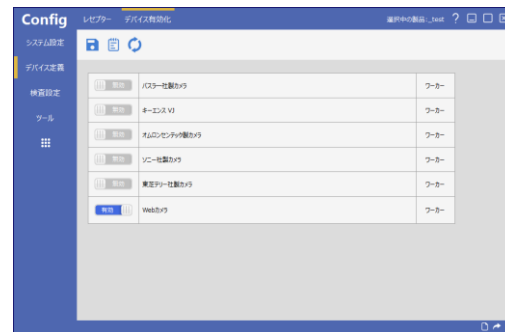 Config レセプター デバイス有効化 選択中の製品:_test ?
システム設定
デバイス定義
検査設定
ツール
無効 バスラー社製カメラ ワーカー
無効 キーエンス VJ ワーカー
無効 オムロンセンテック製カメラ ワーカー
無効 ソニー社製カメラ ワーカー
無効 東芝テリー社製カメラ ワーカー
有効 Webカメラ ワーカー